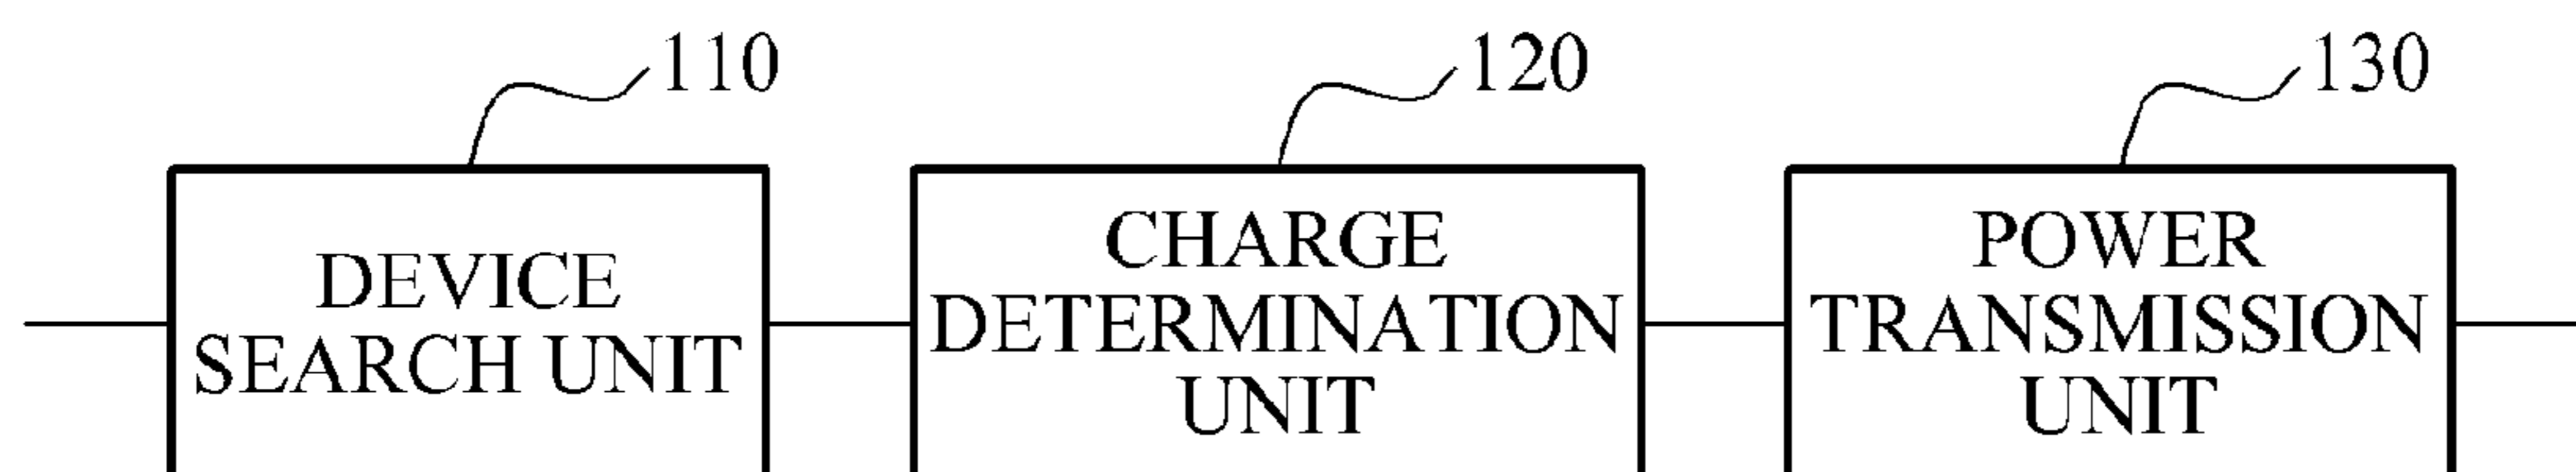 110
120
130
DEVICE
SEARCH UNIT
CHARGE
DETERMINATION
UNIT
POWER
TRANSMISSION
UNIT